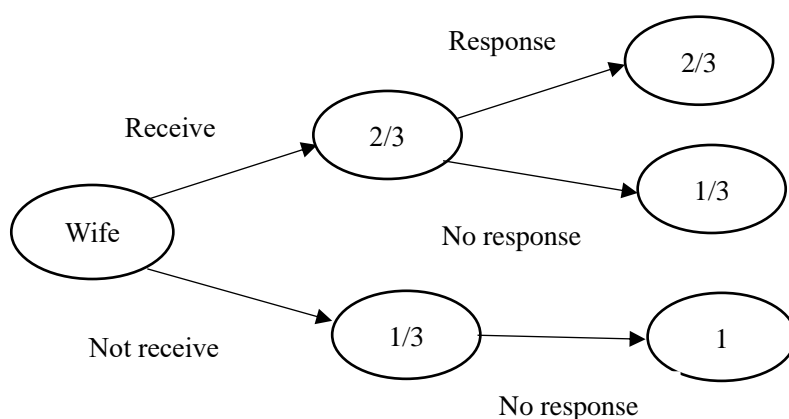 Response
2/3
Receive
2/3
1/3
Wife
No response
Not receive
1/3
1
No response